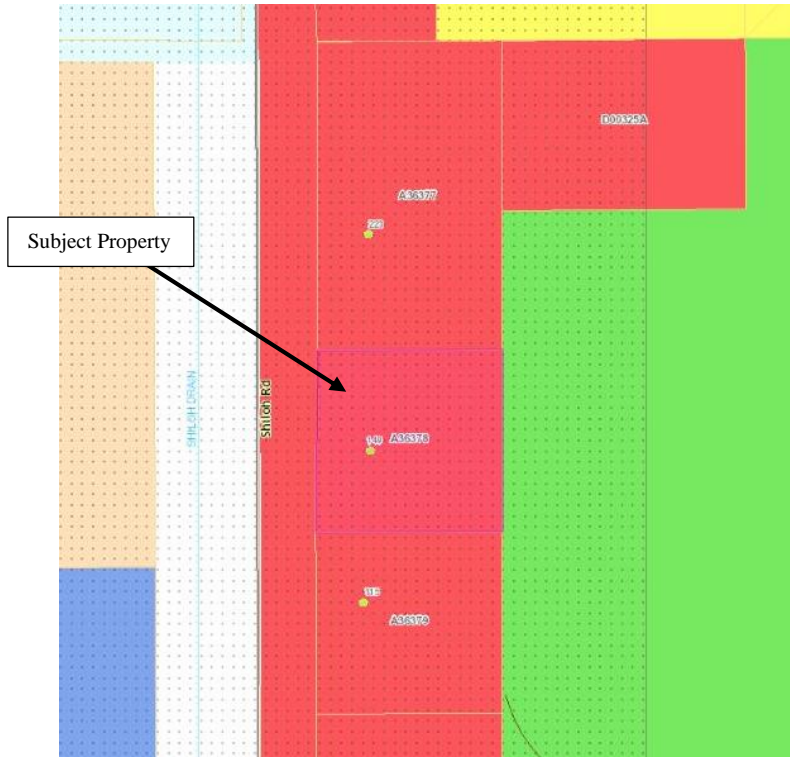 D00325A
A36377
223
Subject Property
SHILOH DRAIN
Shiloh Rd
A36378
A36379